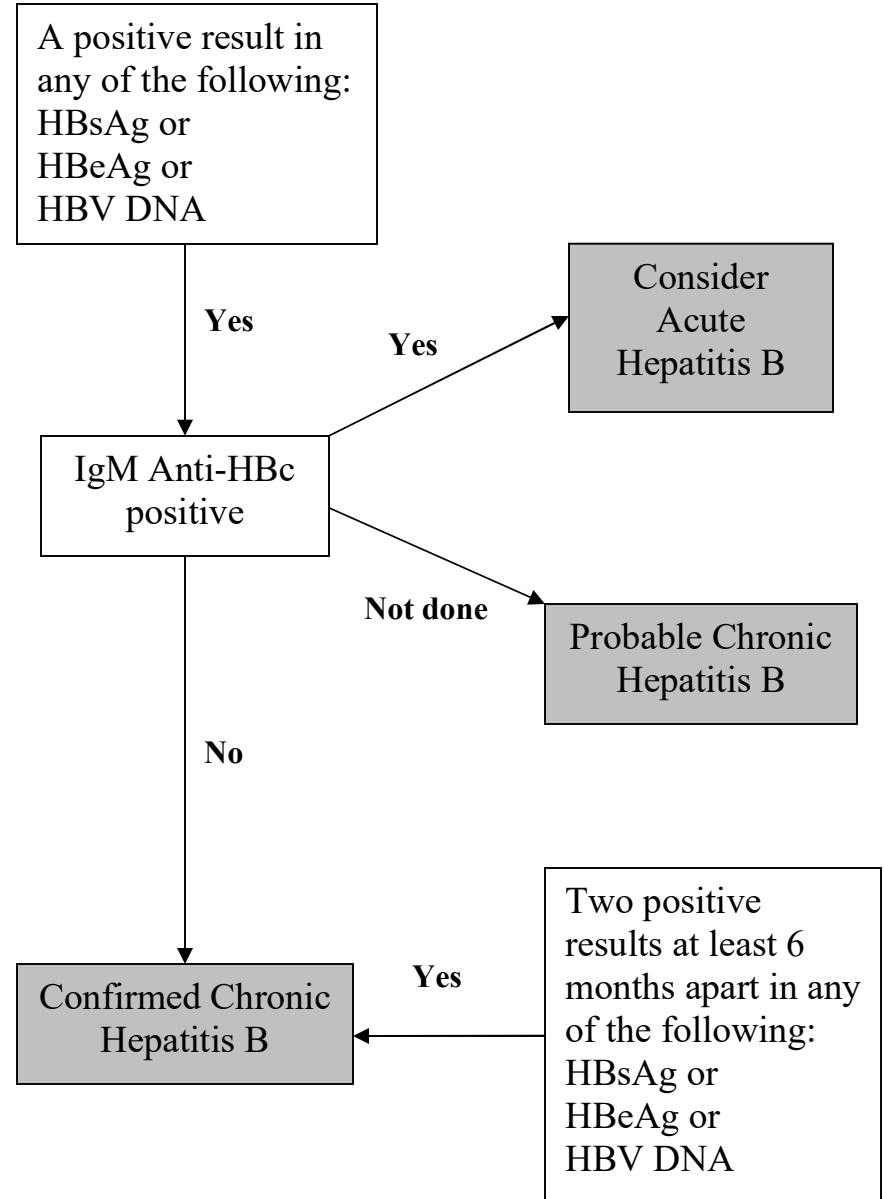 A positive result in
any of the following:
HBsAg or
HBeAg or
HBV DNA
Yes
Yes
Consider
Acute
Hepatitis B
IgM Anti-HBc
positive
Not done
Probable Chronic
Hepatitis B
No
Confirmed Chronic
Hepatitis B
Yes
Two positive
results at least 6
months apart in any
of the following:
HBsAg or
HBeAg or
HBV DNA